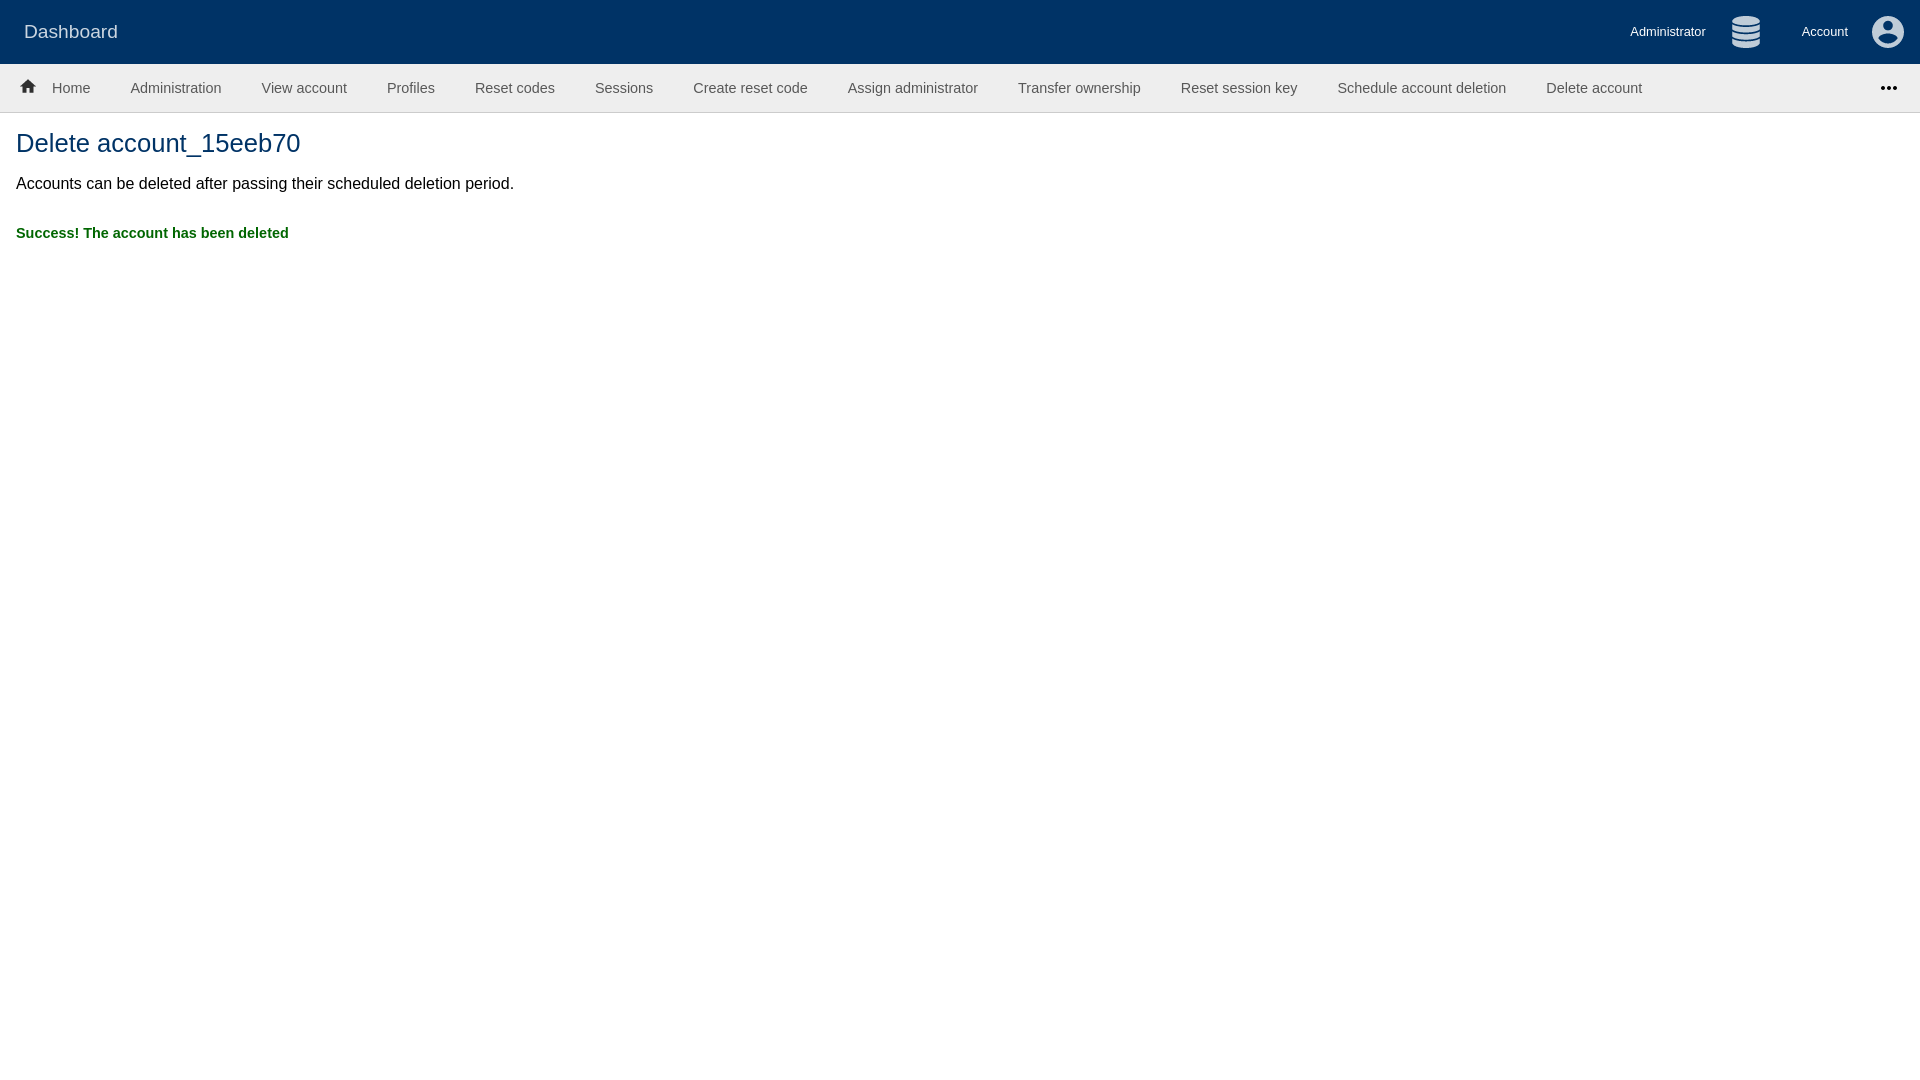 Dashboard
Administrator
Account
Home
Administration
View account
Profiles
Reset codes
Sessions
Create reset code
Assign administrator
Transfer ownership
Reset session key
Schedule account deletion
Delete account
Delete account_15eeb70
Accounts can be deleted after passing their scheduled deletion period.
Success! The account has been deleted